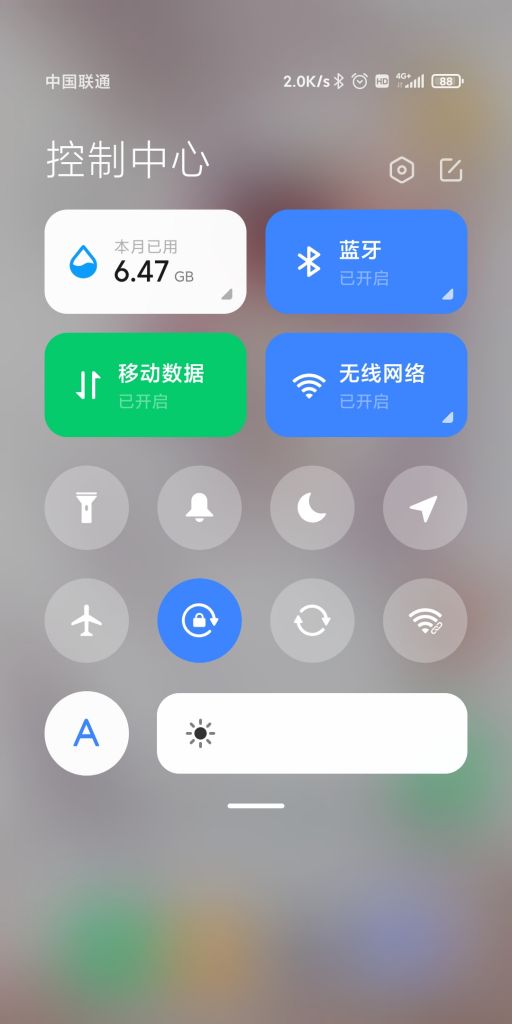 中国联通 2.0K/s HD 4G+ 88
控制中心
本月已用
6.47 GB
蓝牙
已开启
移动数据
已开启
无线网络
已开启
A